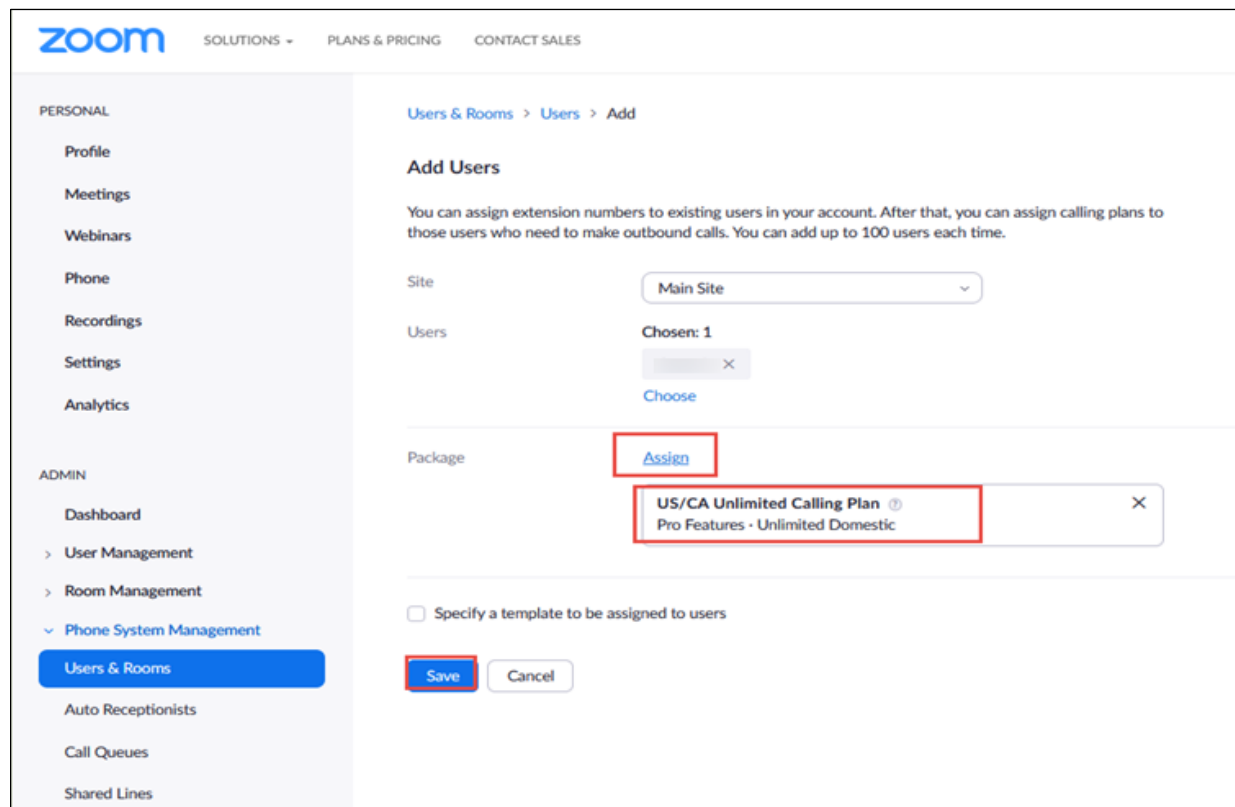 zoom SOLUTIONS PLANS & PRICING CONTACT SALES
PERSONAL
Profile
Meetings
Webinars
Phone
Recordings
Settings
Analytics
ADMIN
Dashboard
User Management
Room Management
Phone System Management
Users & Rooms
Auto Receptionists
Call Queues
Shared Lines
Users & Rooms > Users > Add
Add Users
You can assign extension numbers to existing users in your account. After that, you can assign calling plans to
those users who need to make outbound calls. You can add up to 100 users each time.
Site Main Site
Users Chosen: 1
Choose
Package Assign
US/CA Unlimited Calling Plan
Pro Features · Unlimited Domestic
Specify a template to be assigned to users
Save Cancel